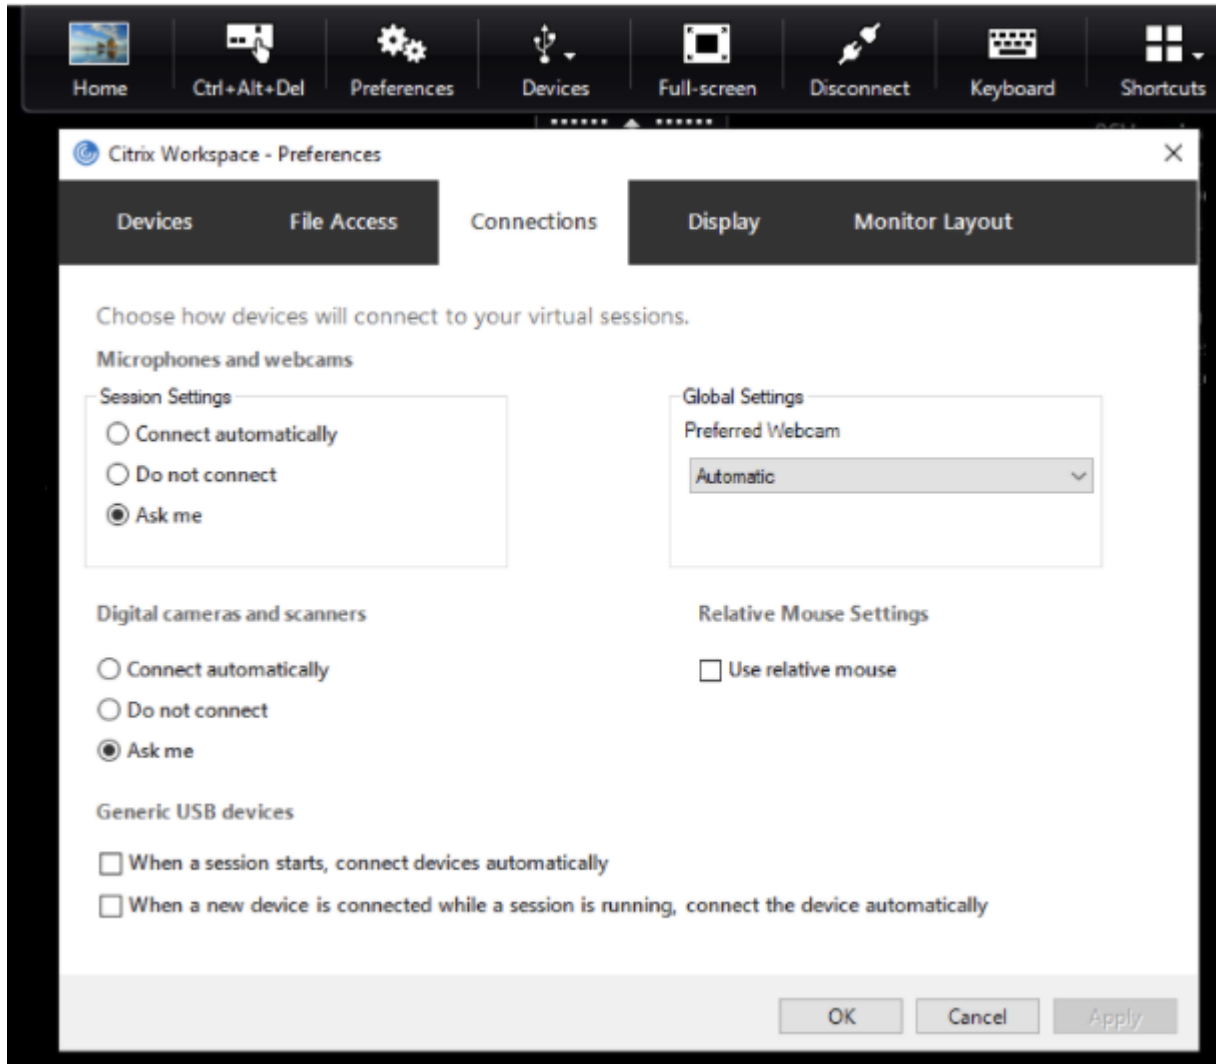 Home Ctrl+Alt+Del Preferences Devices Full-screen Disconnect Keyboard Shortcuts
Citrix Workspace - Preferences
Devices File Access Connections Display Monitor Layout
Choose how devices will connect to your virtual sessions.
Microphones and webcams
Session Settings
Connect automatically
Do not connect
Ask me
Global Settings
Preferred Webcam
Automatic
Digital cameras and scanners
Connect automatically
Do not connect
Ask me
Relative Mouse Settings
Use relative mouse
Generic USB devices
When a session starts, connect devices automatically
When a new device is connected while a session is running, connect the device automatically
OK Cancel Apply